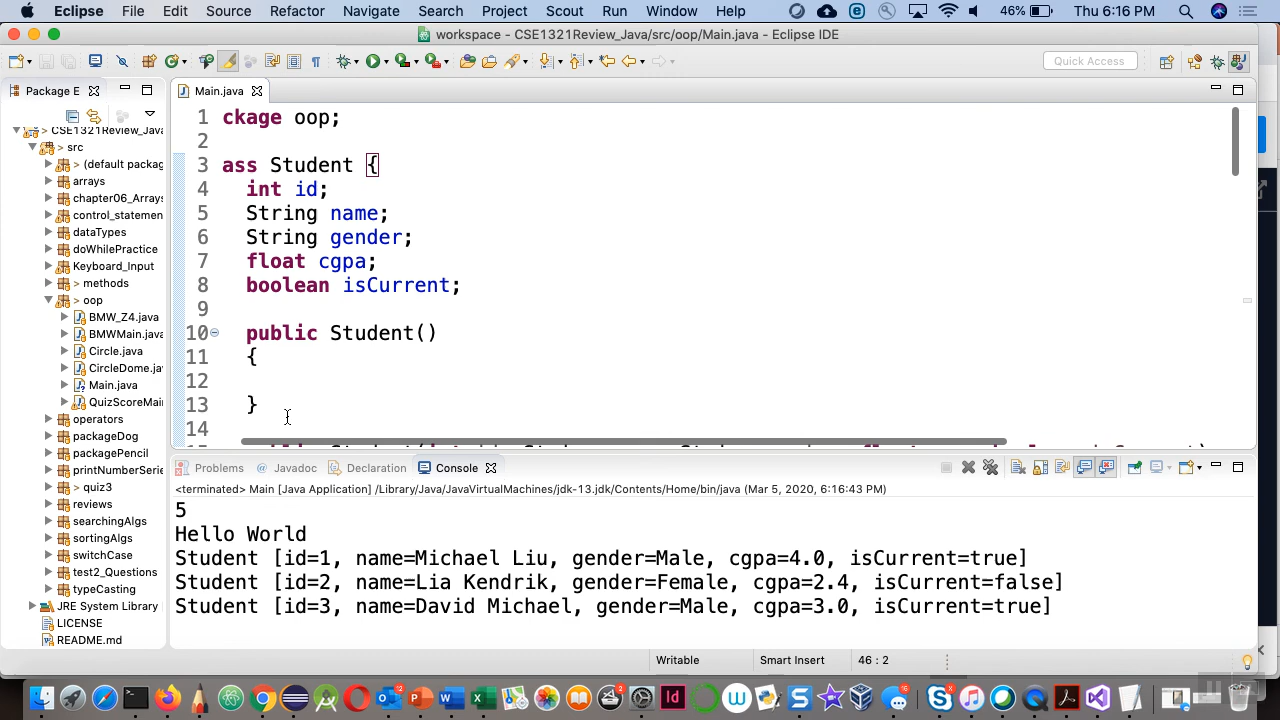 Eclipse File Edit Source Refactor Navigate Search Project Scout Run Window Help 46% Thu 6:16 PM
workspace - CSE1321Review_Java/src/oop/Main.java - Eclipse IDE
Quick Access
Package E
Main.java
> CSE1321Review_Java
> src
> (default packag
arrays
chapter06_Arrays
control_statemen
dataTypes
doWhilePractice
Keyboard_Input
> methods
> oop
BMW_Z4.java
BMWMain.java
Circle.java
CircleDome.java
Main.java
QuizScoreMai
operators
packageDog
packagePencil
printNumberSerie
> quiz3
reviews
searchingAlgs
sortingAlgs
switchCase
test2_Questions
typeCasting
JRE System Library
LICENSE
README.md
1 ckage oop;
2
3 ass Student {
4 int id;
5 String name;
6 String gender;
7 float cgpa;
8 boolean isCurrent;
9
10 public Student()
11 {
12
13 }
14
Problems Javadoc Declaration Console
<terminated> Main [Java Application] /Library/Java/JavaVirtualMachines/jdk-13.jdk/Contents/Home/bin/java (Mar 5, 2020, 6:16:43 PM)
5
Hello World
Student [id=1, name=Michael Liu, gender=Male, cgpa=4.0, isCurrent=true]
Student [id=2, name=Lia Kendrik, gender=Female, cgpa=2.4, isCurrent=false]
Student [id=3, name=David Michael, gender=Male, cgpa=3.0, isCurrent=true]
Writable Smart Insert 46 : 2